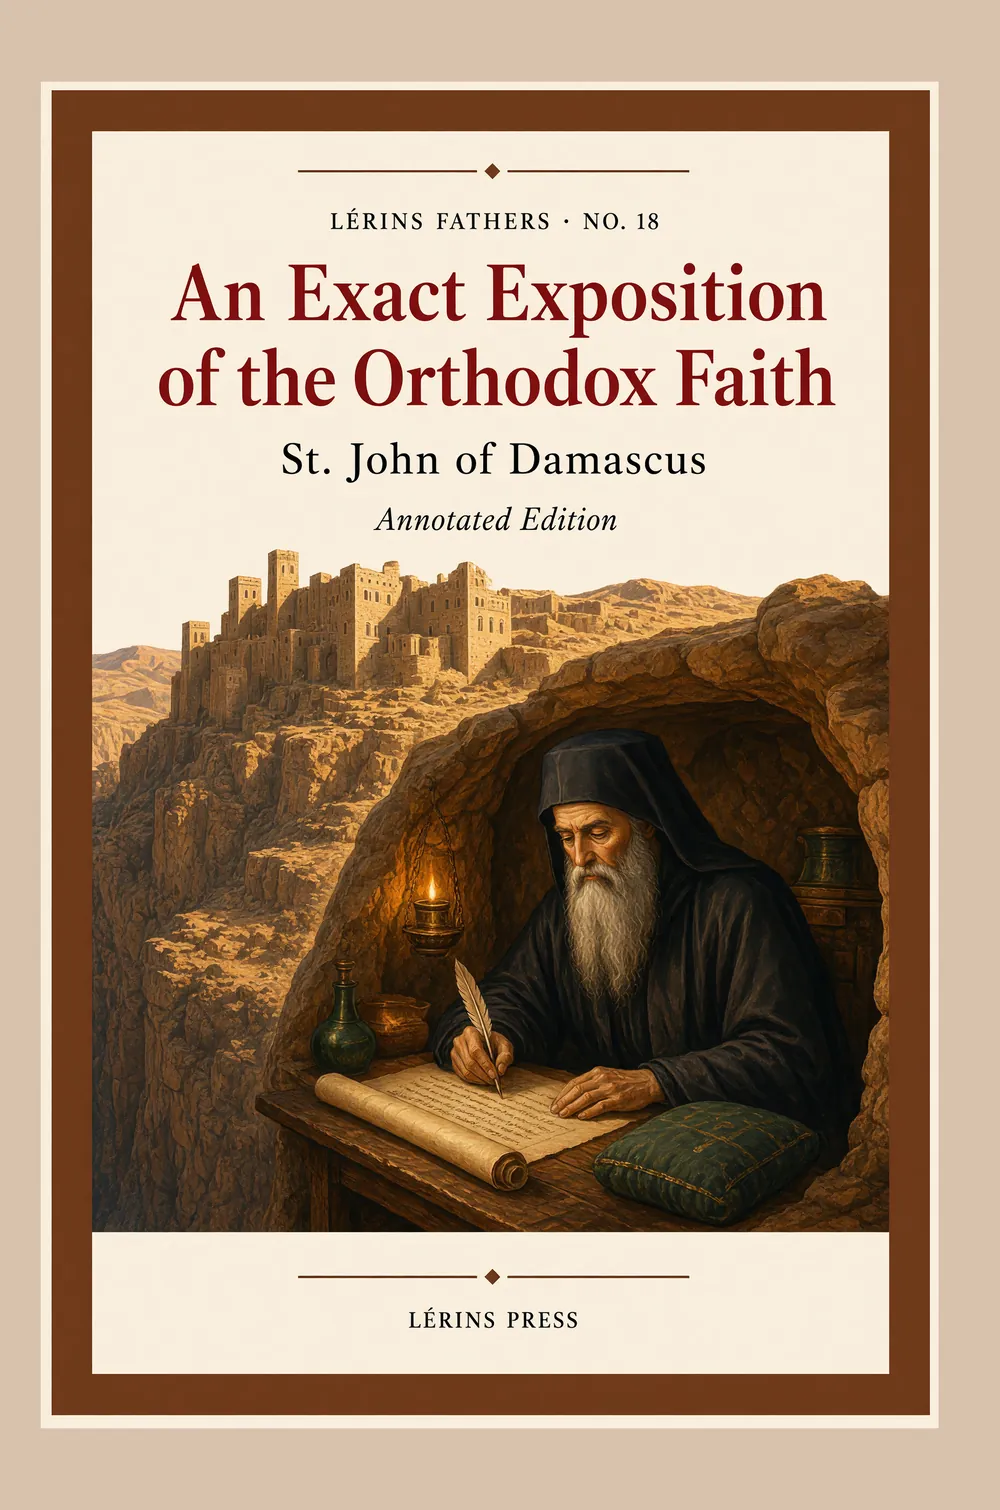 LÉRINS FATHERS · NO. 18
An Exact Exposition
of the Orthodox Faith
St. John of Damascus
Annotated Edition
LÉRINS PRESS